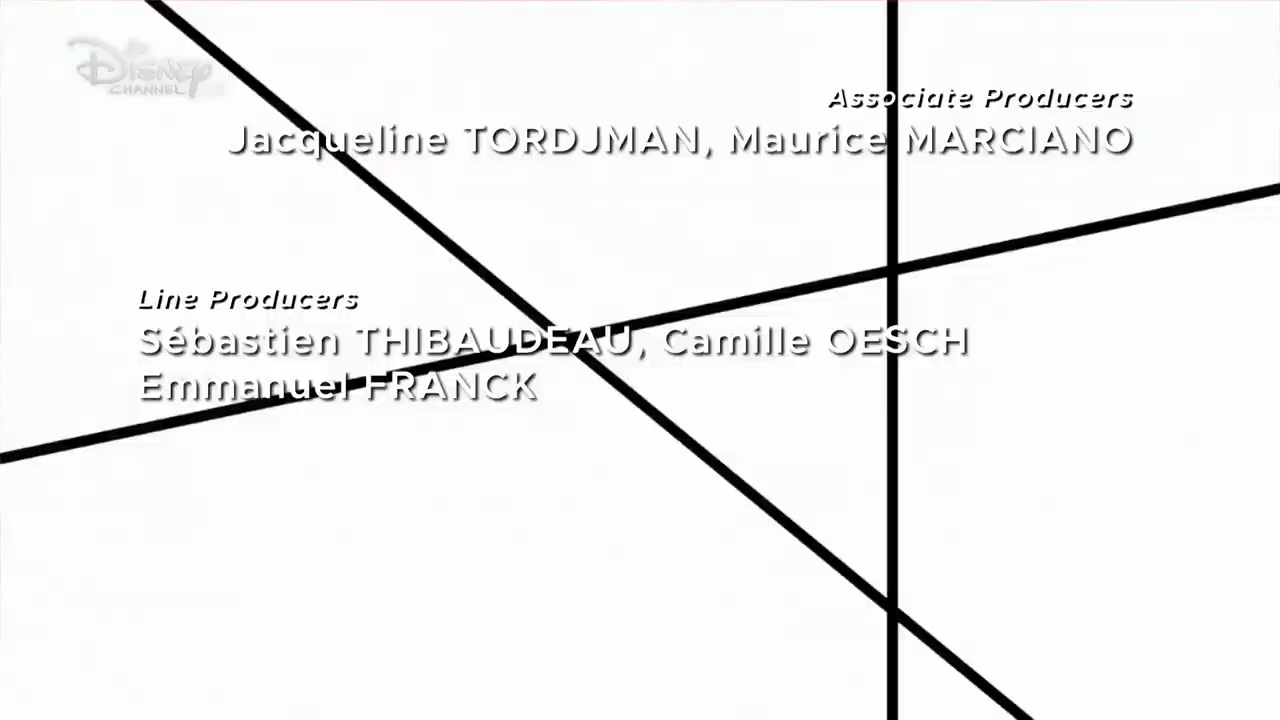 Disney
CHANNEL
Associate Producers
Jacqueline TORDJMAN, Maurice MARCIANO
Line Producers
Sébastien THIBAUDEAU, Camille OESCH
Emmanuel FRANCK